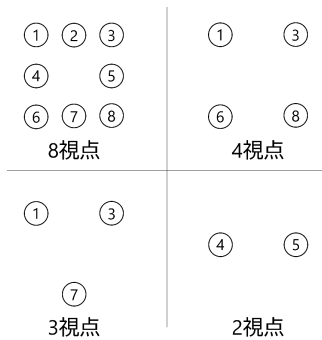 ① ② ③
④ ⑤
⑥ ⑦ ⑧
8視点
① ③
⑥ ⑧
4視点
① ③
⑦
3視点
④ ⑤
2視点